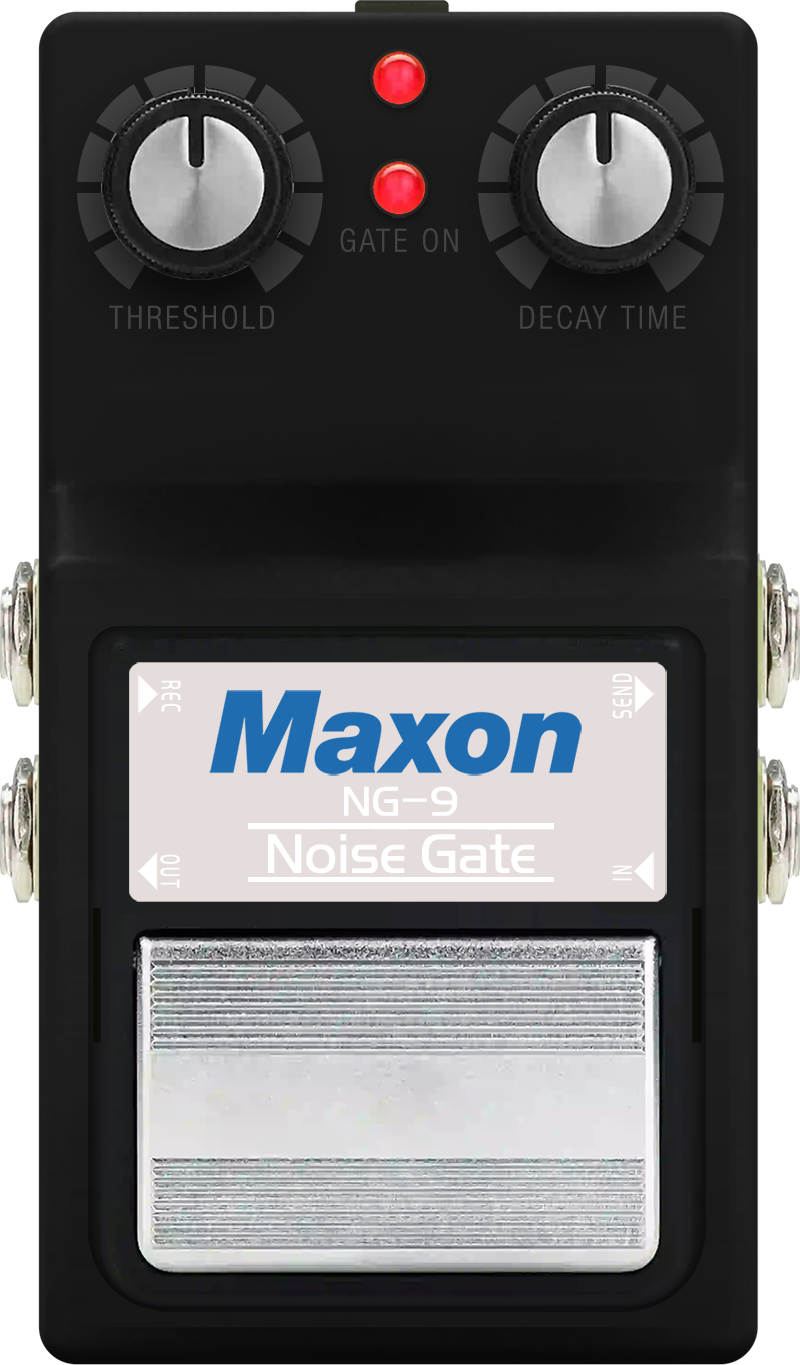 GATE ON
THRESHOLD
DECAY TIME
REC
SEND
Maxon
NG-9
Noise Gate
OUT
IN